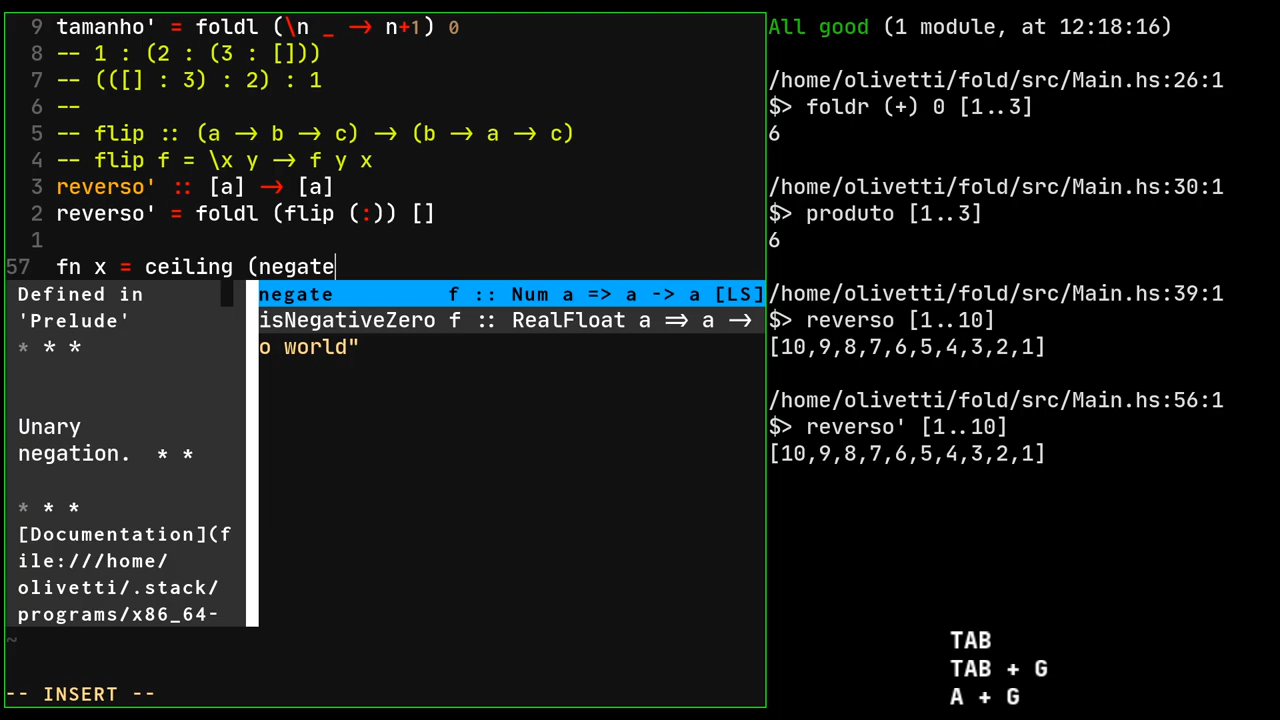 9 tamanho' = foldl (\n _ → n+1) 0
8 -- 1 : (2 : (3 : []))
7 -- (([] : 3) : 2) : 1
6 --
5 -- flip :: (a → b → c) → (b → a → c)
4 -- flip f = \x y → f y x
3 reverso' :: [a] → [a]
2 reverso' = foldl (flip (:)) []
1
57 fn x = ceiling (negate
negate f :: Num a => a -> a [LS]
isNegativeZero f :: RealFloat a => a ->
o world"
Defined in
'Prelude'
* * *
Unary
negation. * *
* * *
[Documentation](f
ile:///home/
olivetti/.stack/
programs/x86_64-
~
-- INSERT --
All good (1 module, at 12:18:16)
/home/olivetti/fold/src/Main.hs:26:1
$> foldr (+) 0 [1..3]
6
/home/olivetti/fold/src/Main.hs:30:1
$> produto [1..3]
6
/home/olivetti/fold/src/Main.hs:39:1
$> reverso [1..10]
[10,9,8,7,6,5,4,3,2,1]
/home/olivetti/fold/src/Main.hs:56:1
$> reverso' [1..10]
[10,9,8,7,6,5,4,3,2,1]
TAB
TAB + G
A + G